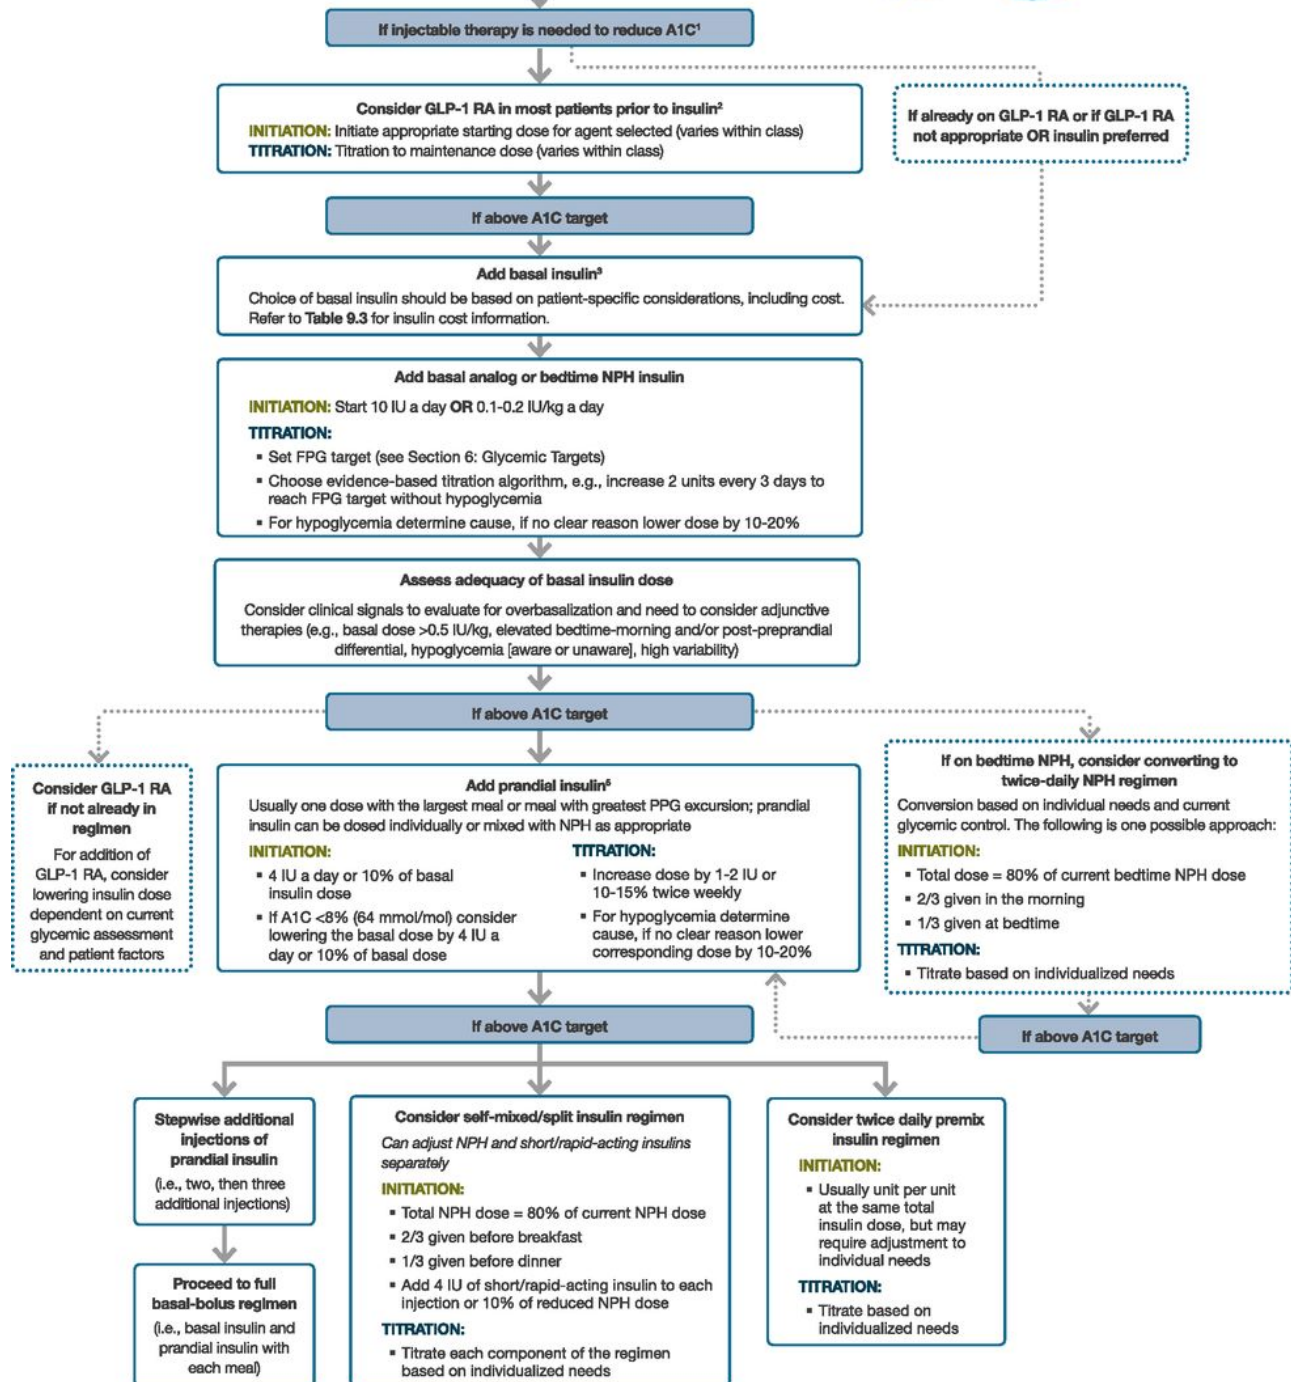 If injectable therapy is needed to reduce A1C¹
Consider GLP-1 RA in most patients prior to insulin²
INITIATION: Initiate appropriate starting dose for agent selected (varies within class)
TITRATION: Titration to maintenance dose (varies within class)
If already on GLP-1 RA or if GLP-1 RA
not appropriate OR insulin preferred
If above A1C target
Add basal insulin³
Choice of basal insulin should be based on patient-specific considerations, including cost.
Refer to Table 9.3 for insulin cost information.
Add basal analog or bedtime NPH insulin
INITIATION: Start 10 IU a day OR 0.1-0.2 IU/kg a day
TITRATION:
▪ Set FPG target (see Section 6: Glycemic Targets)
▪ Choose evidence-based titration algorithm, e.g., increase 2 units every 3 days to
reach FPG target without hypoglycemia
▪ For hypoglycemia determine cause, if no clear reason lower dose by 10-20%
Assess adequacy of basal insulin dose
Consider clinical signals to evaluate for overbasalization and need to consider adjunctive
therapies (e.g., basal dose >0.5 IU/kg, elevated bedtime-morning and/or post-preprandial
differential, hypoglycemia [aware or unaware], high variability)
If above A1C target
Consider GLP-1 RA
if not already in
regimen
For addition of
GLP-1 RA, consider
lowering insulin dose
dependent on current
glycemic assessment
and patient factors
Add prandial insulin⁵
Usually one dose with the largest meal or meal with greatest PPG excursion; prandial
insulin can be dosed individually or mixed with NPH as appropriate
INITIATION:
▪ 4 IU a day or 10% of basal
insulin dose
▪ If A1C <8% (64 mmol/mol) consider
lowering the basal dose by 4 IU a
day or 10% of basal dose
TITRATION:
▪ Increase dose by 1-2 IU or
10-15% twice weekly
▪ For hypoglycemia determine
cause, if no clear reason lower
corresponding dose by 10-20%
If on bedtime NPH, consider converting to
twice-daily NPH regimen
Conversion based on individual needs and current
glycemic control. The following is one possible approach:
INITIATION:
▪ Total dose = 80% of current bedtime NPH dose
▪ 2/3 given in the morning
▪ 1/3 given at bedtime
TITRATION:
▪ Titrate based on individualized needs
If above A1C target
If above A1C target
Stepwise additional
injections of
prandial insulin
(i.e., two, then three
additional injections)
Proceed to full
basal-bolus regimen
(i.e., basal insulin and
prandial insulin with
each meal)
Consider self-mixed/split insulin regimen
Can adjust NPH and short/rapid-acting insulins
separately
INITIATION:
▪ Total NPH dose = 80% of current NPH dose
▪ 2/3 given before breakfast
▪ 1/3 given before dinner
▪ Add 4 IU of short/rapid-acting insulin to each
injection or 10% of reduced NPH dose
TITRATION:
▪ Titrate each component of the regimen
based on individualized needs
Consider twice daily premix
insulin regimen
INITIATION:
▪ Usually unit per unit
at the same total
insulin dose, but may
require adjustment to
individual needs
TITRATION:
▪ Titrate based on
individualized needs